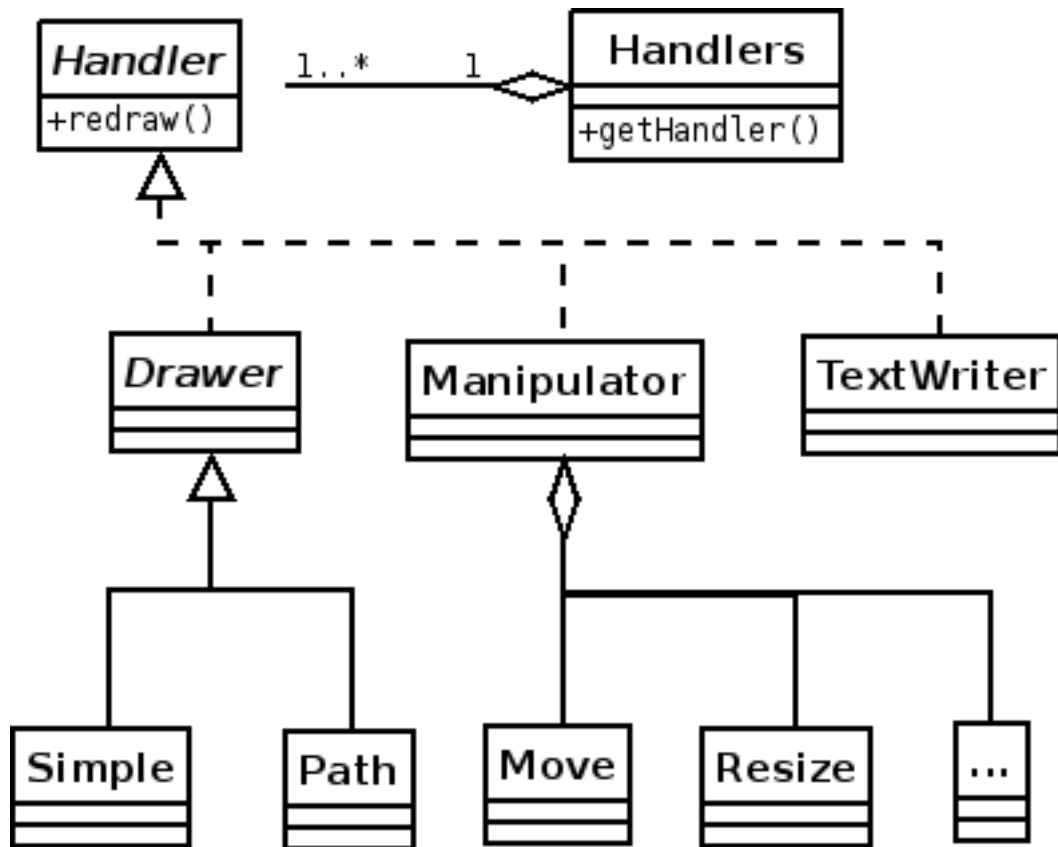 Handler
+redraw()
1..* 1
Handlers
+getHandler()
Drawer
Manipulator
TextWriter
Simple
Path
Move
Resize
...